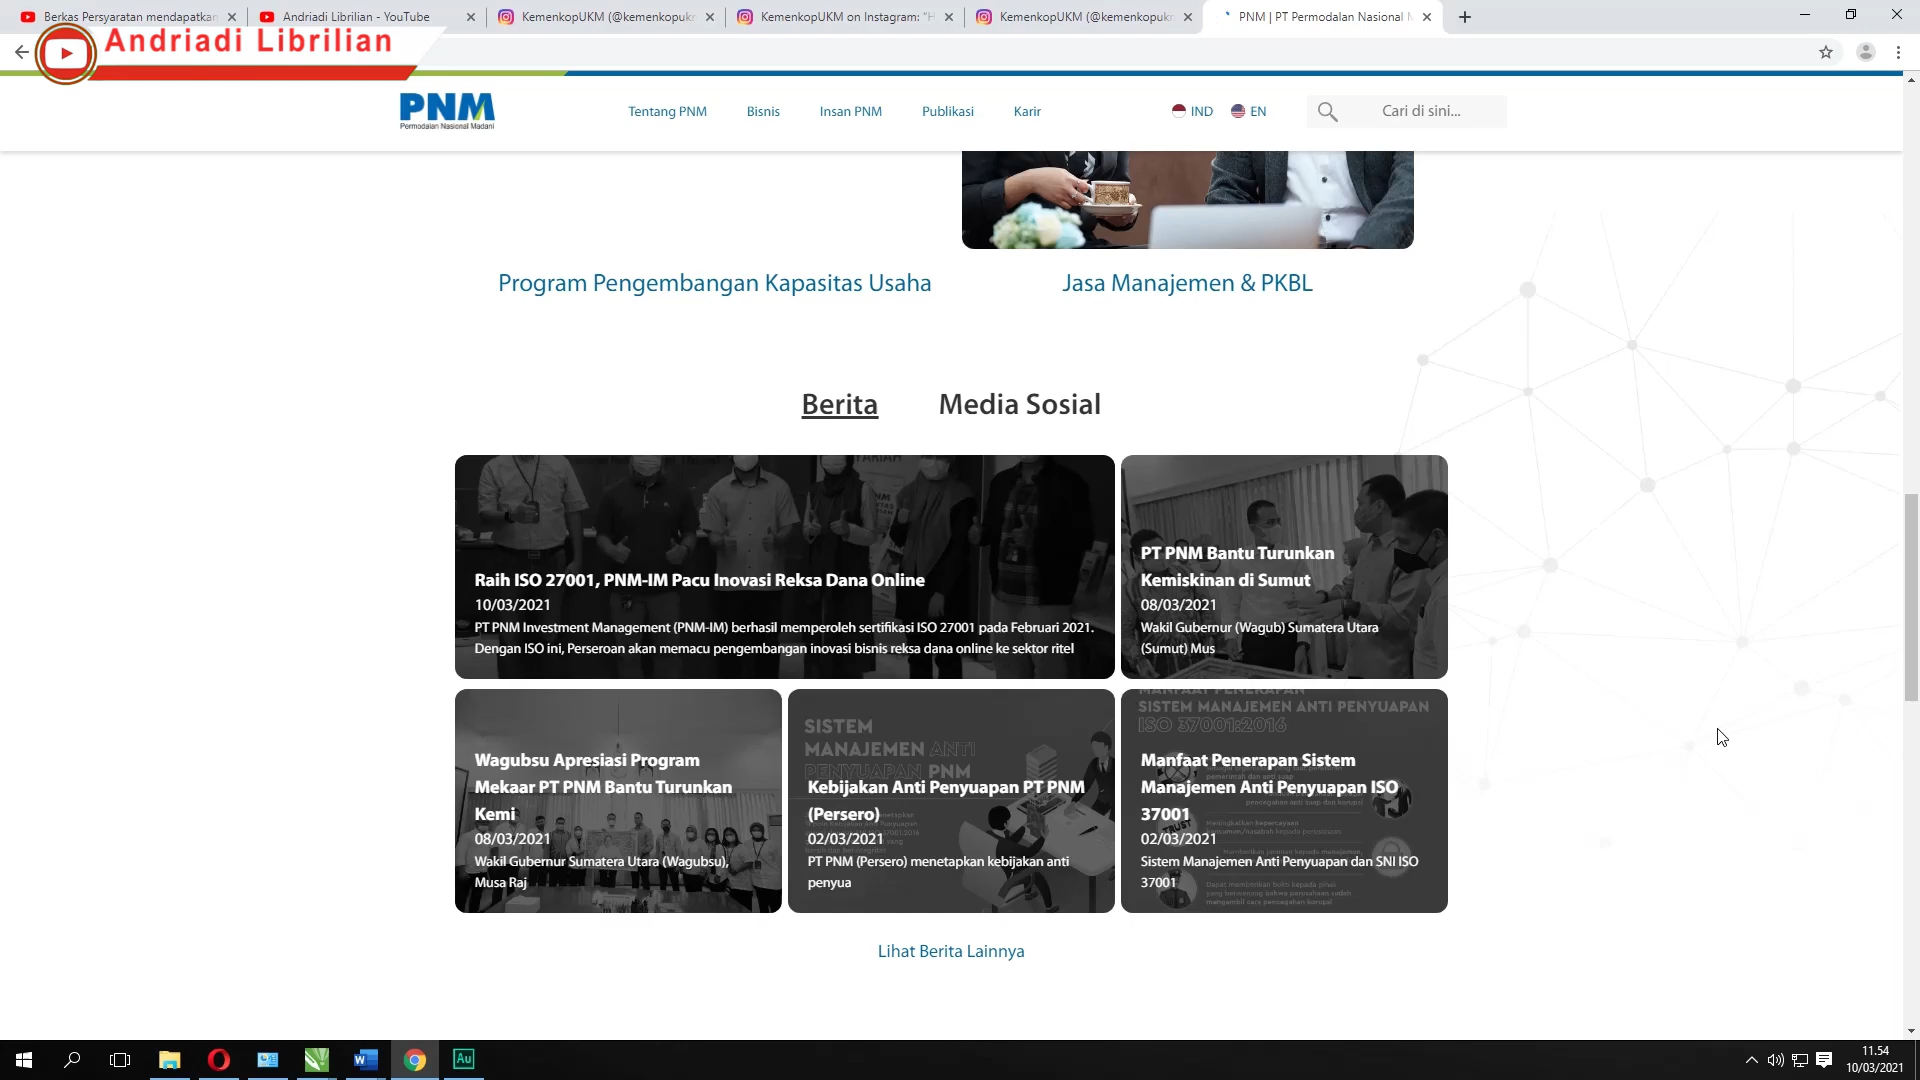 Berkas Persyaratan mendapatkan
Andriadi Librilian - YouTube
KemenkopUKM (@kemenkopukm
KemenkopUKM on Instagram: "H
KemenkopUKM (@kemenkopukm
PNM | PT Permodalan Nasional M
Andriadi Librilian
PNM
Permodalan Nasional Madani
Tentang PNM
Bisnis
Insan PNM
Publikasi
Karir
IND
EN
Cari di sini...
Program Pengembangan Kapasitas Usaha
Jasa Manajemen & PKBL
Berita
Media Sosial
Raih ISO 27001, PNM-IM Pacu Inovasi Reksa Dana Online
10/03/2021
PT PNM Investment Management (PNM-IM) berhasil memperoleh sertifikasi ISO 27001 pada Februari 2021.
Dengan ISO ini, Perseroan akan memacu pengembangan inovasi bisnis reksa dana online ke sektor ritel
PT PNM Bantu Turunkan
Kemiskinan di Sumut
08/03/2021
Wakil Gubernur (Wagub) Sumatera Utara
(Sumut) Mus
Wagubsu Apresiasi Program
Mekaar PT PNM Bantu Turunkan
Kemi
08/03/2021
Wakil Gubernur Sumatera Utara (Wagubsu),
Musa Raj
SISTEM
MANAJEMEN ANTI
PENYUAPAN PNM
Kebijakan Anti Penyuapan PT PNM
(Persero)
02/03/2021
PT PNM (Persero) menetapkan kebijakan anti
penyua
MANFAAT PENERAPAN
SISTEM MANAJEMEN ANTI PENYUAPAN
ISO 37001:2016
Manfaat Penerapan Sistem
Manajemen Anti Penyuapan ISO
37001
TRUST
02/03/2021
Sistem Manajemen Anti Penyuapan dan SNI ISO
37001
Lihat Berita Lainnya
Au
11.54
10/03/2021